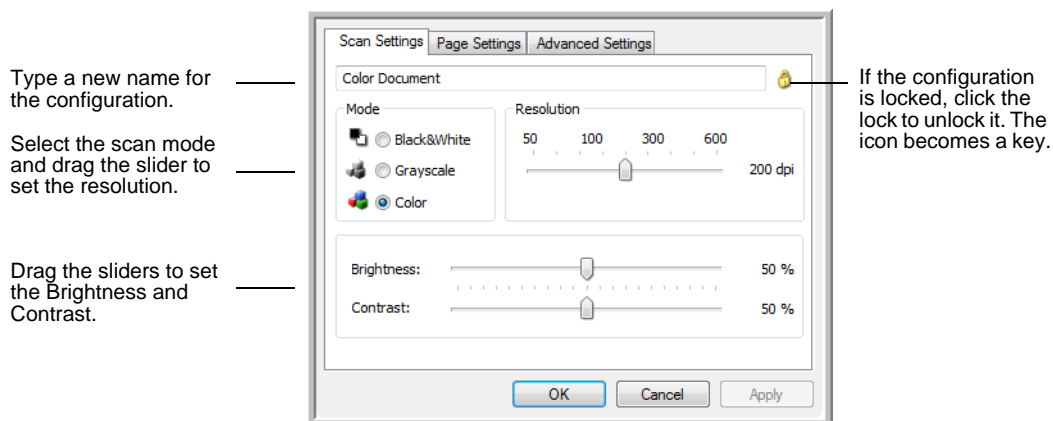 Scan Settings Page Settings Advanced Settings
Type a new name for
the configuration.
Color Document
If the configuration
is locked, click the
lock to unlock it. The
icon becomes a key.
Select the scan mode
and drag the slider to
set the resolution.
Mode
Black&White
Grayscale
Color
Resolution
50 100 300 600
200 dpi
Drag the sliders to set
the Brightness and
Contrast.
Brightness: 50 %
Contrast: 50 %
OK Cancel Apply